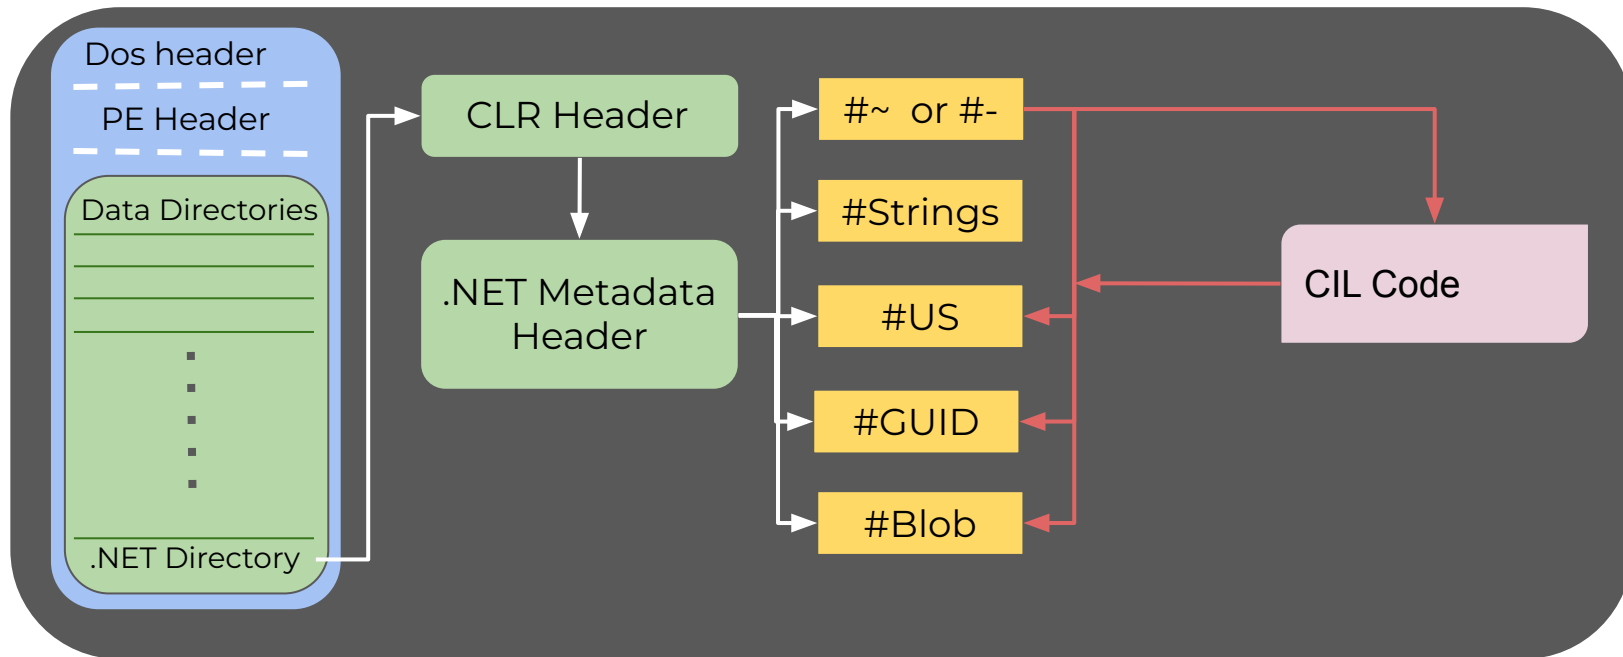 Dos header
PE Header
Data Directories
.NET Directory
CLR Header
.NET Metadata
Header
#~ or #-
#Strings
#US
#GUID
#Blob
CIL Code